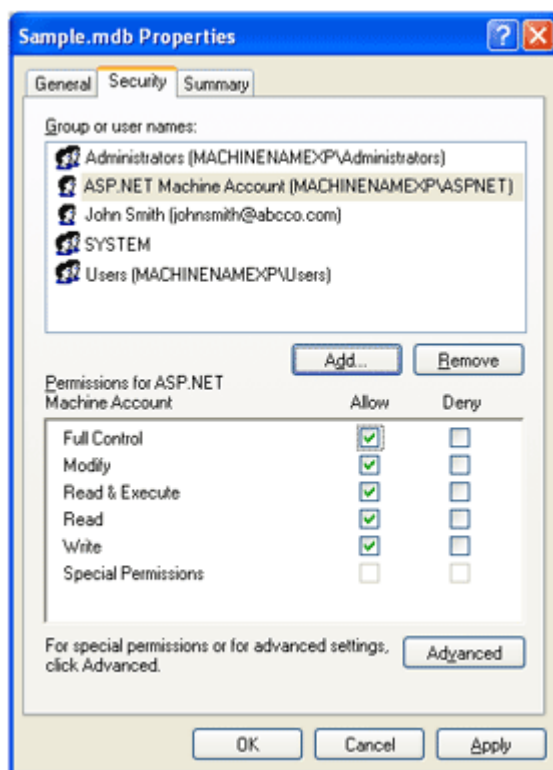 Sample.mdb Properties
General Security Summary
Group or user names:
Administrators (MACHINENAMEXP\Administrators)
ASP.NET Machine Account (MACHINENAMEXP\ASPNET)
John Smith (johnsmith@abcco.com)
SYSTEM
Users (MACHINENAMEXP\Users)
Add... Remove
Permissions for ASP.NET
Machine Account Allow Deny
Full Control
Modify
Read & Execute
Read
Write
Special Permissions
For special permissions or for advanced settings,
click Advanced.
Advanced
OK Cancel Apply